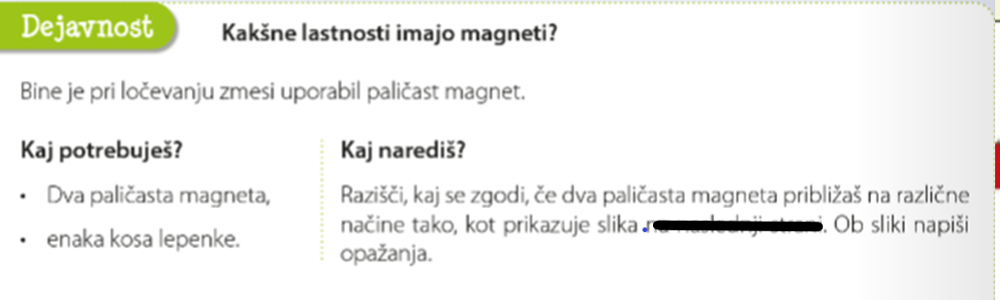 Dejavnost
Kakšne lastnosti imajo magneti?
Bine je pri ločevanju zmesi uporabil paličast magnet.
Kaj potrebuješ?
• Dva paličasta magneta,
• enaka kosa lepenke.
Kaj narediš?
Razišči, kaj se zgodi, če dva paličasta magneta približaš na različne
načine tako, kot prikazuje slika . Ob sliki napiši
opažanja.